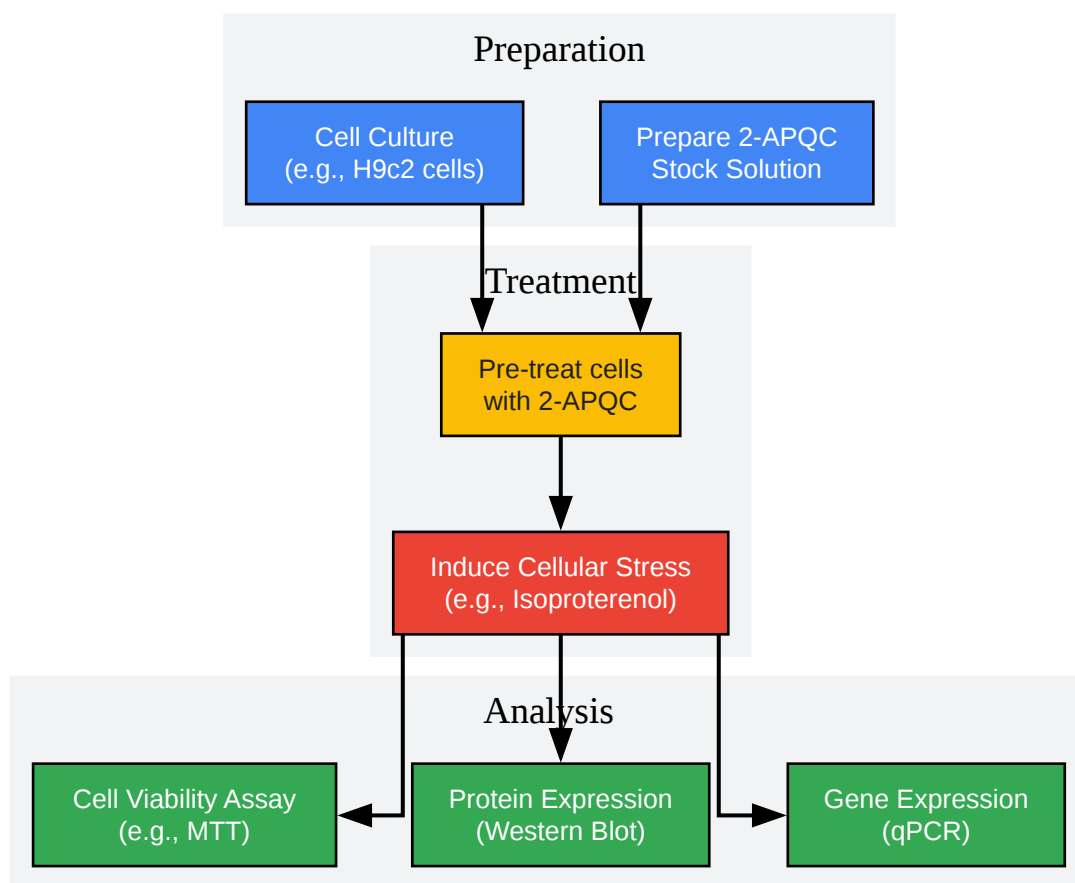 Preparation
Cell Culture
(e.g., H9c2 cells)
Prepare 2-APQC
Stock Solution
Treatment
Pre-treat cells
with 2-APQC
Induce Cellular Stress
(e.g., Isoproterenol)
Analysis
Cell Viability Assay
(e.g., MTT)
Protein Expression
(Western Blot)
Gene Expression
(qPCR)